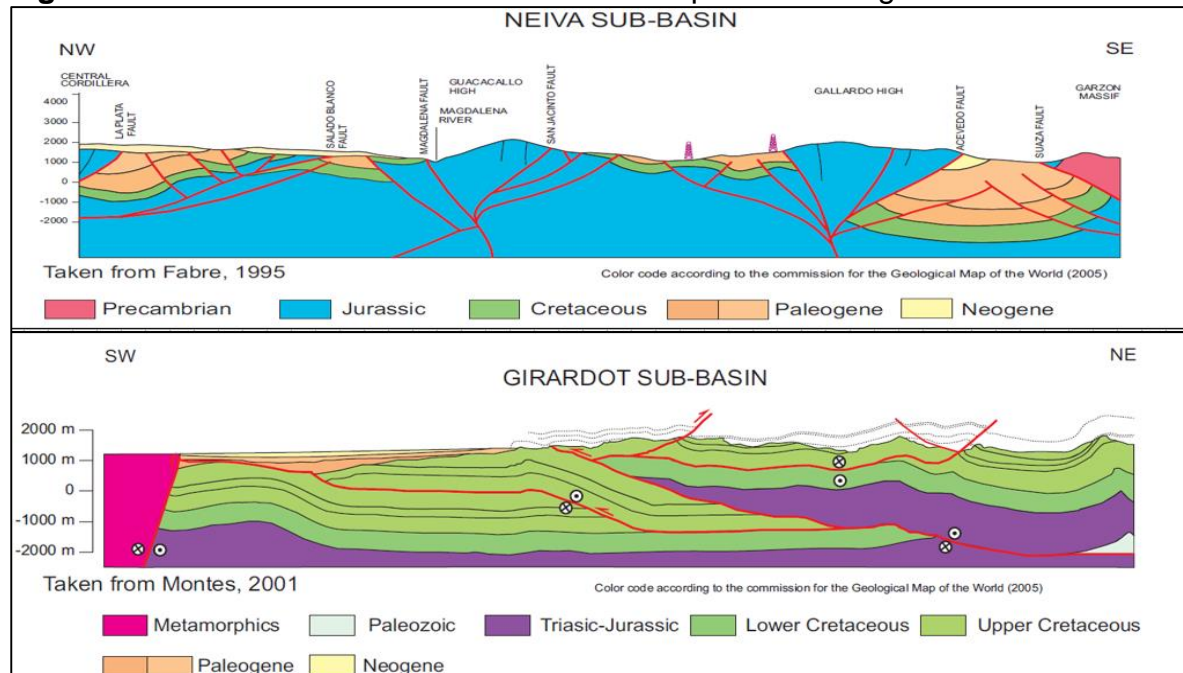 NEIVA SUB-BASIN
NW
SE
CENTRAL
CORDILLERA
LA PLATA
FAULT
SALADO BLANCO
FAULT
MAGDALENA FAULT
GUACACALLO
HIGH
MAGDALENA
RIVER
SAN JACINTO FAULT
GALLARDO HIGH
ACEVEDO FAULT
SUAZA FAULT
GARZON
MASSIF
4000
3000
2000
1000
0
-1000
-2000
Taken from Fabre, 1995
Color code according to the commission for the Geological Map of the World (2005)
Precambrian Jurassic Cretaceous Paleogene Neogene
SW
NE
GIRARDOT SUB-BASIN
2000 m
1000 m
0
-1000 m
-2000 m
Taken from Montes, 2001
Color code according to the commission for the Geological Map of the World (2005)
Metamorphics Paleozoic Triasic-Jurassic Lower Cretaceous Upper Cretaceous
Paleogene Neogene